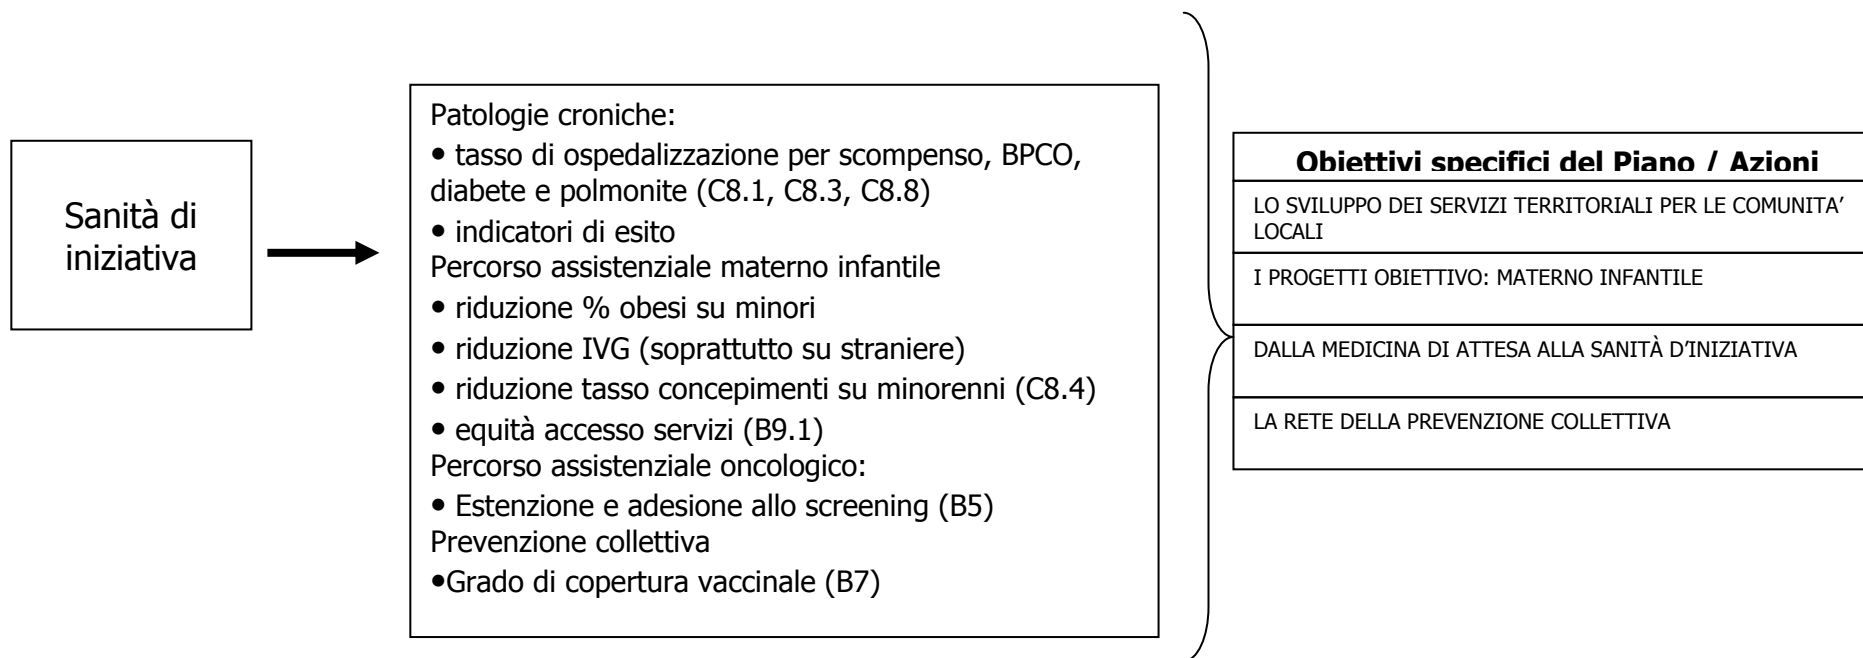 Sanità di
iniziativa
Patologie croniche:
• tasso di ospedalizzazione per scompenso, BPCO,
diabete e polmonite (C8.1, C8.3, C8.8)
• indicatori di esito
Percorso assistenziale materno infantile
• riduzione % obesi su minori
• riduzione IVG (soprattutto su straniere)
• riduzione tasso concepimenti su minorenni (C8.4)
• equità accesso servizi (B9.1)
Percorso assistenziale oncologico:
• Estenzione e adesione allo screening (B5)
Prevenzione collettiva
•Grado di copertura vaccinale (B7)
Obiettivi specifici del Piano / Azioni
LO SVILUPPO DEI SERVIZI TERRITORIALI PER LE COMUNITA’
LOCALI
I PROGETTI OBIETTIVO: MATERNO INFANTILE
DALLA MEDICINA DI ATTESA ALLA SANITÀ D’INIZIATIVA
LA RETE DELLA PREVENZIONE COLLETTIVA